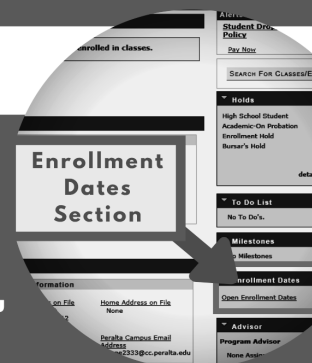 Student Drop
Policy
Pay Now
enrolled in classes.
SEARCH FOR CLASSES/E
Holds
High School Student
Academic-On Probation
Enrollment Hold
Bursar's Hold
deta
Enrollment
Dates
Section
To Do List
No To Do's.
Milestones
No Milestones
Enrollment Dates
Open Enrollment Dates
formation
on File
Home Address on File
None
Peralta Campus Email
Address
e2333@cc.peralta.edu
Advisor
Program Advisor
None Assig